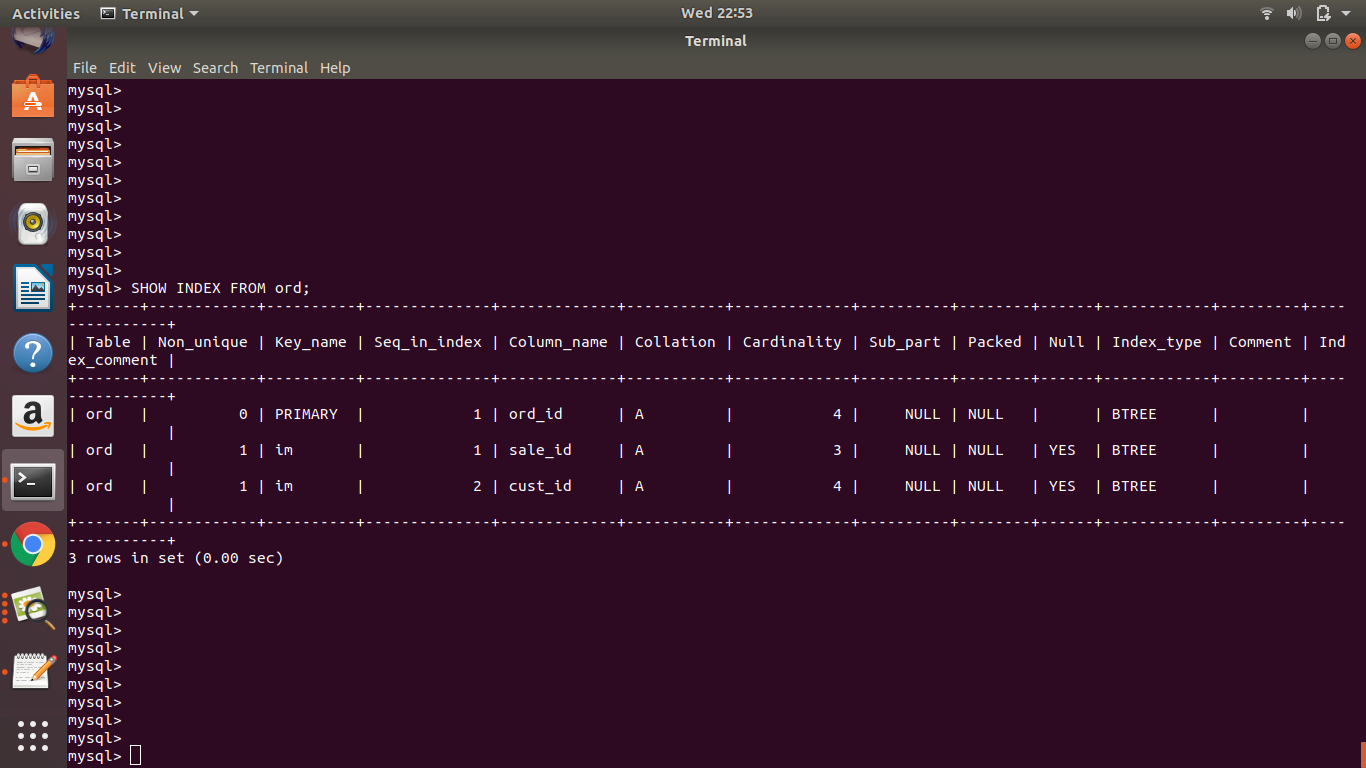 Activities Terminal Wed 22:53
Terminal
File Edit View Search Terminal Help
mysql>
mysql>
mysql>
mysql>
mysql>
mysql>
mysql>
mysql>
mysql>
mysql>
mysql>
mysql> SHOW INDEX FROM ord;
+-------+------------+----------+--------------+-------------+-----------+-------------+----------+--------+------+------------+---------+----
-----------+
| Table | Non_unique | Key_name | Seq_in_index | Column_name | Collation | Cardinality | Sub_part | Packed | Null | Index_type | Comment | Ind
ex_comment |
+-------+------------+----------+--------------+-------------+-----------+-------------+----------+--------+------+------------+---------+----
-----------+
| ord   |          0 | PRIMARY  |            1 | ord_id      | A         |           4 |     NULL | NULL   |      | BTREE      |         |
           |
| ord   |          1 | im       |            1 | sale_id     | A         |           3 |     NULL | NULL   | YES  | BTREE      |         |
           |
| ord   |          1 | im       |            2 | cust_id     | A         |           4 |     NULL | NULL   | YES  | BTREE      |         |
           |
+-------+------------+----------+--------------+-------------+-----------+-------------+----------+--------+------+------------+---------+----
-----------+
3 rows in set (0.00 sec)

mysql>
mysql>
mysql>
mysql>
mysql>
mysql>
mysql>
mysql>
mysql>
mysql>